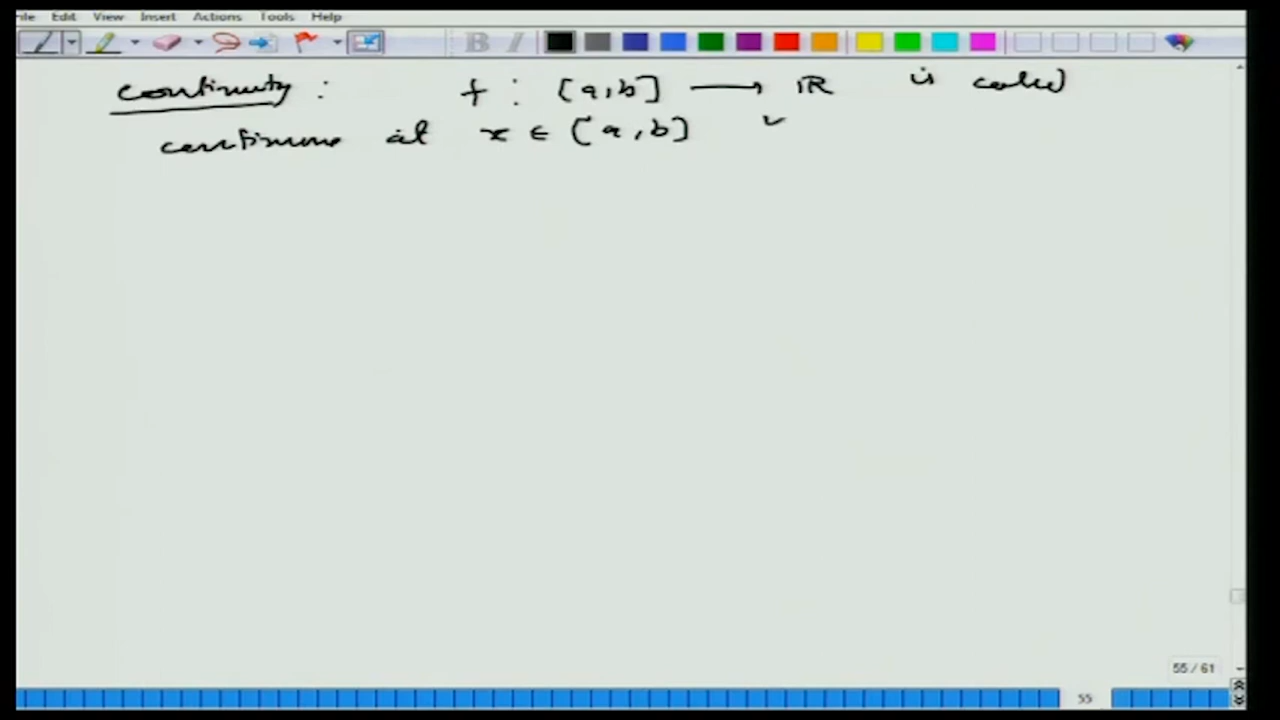 File Edit View Insert Actions Tools Help
B I
continuity : f : [a,b] → ℝ is called
continuous at x ∈ [a,b]
55 / 61
55